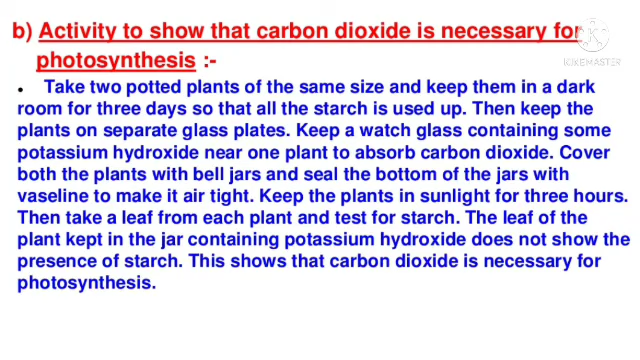 b) Activity to show that carbon dioxide is necessary for
photosynthesis :-
• Take two potted plants of the same size and keep them in a dark
room for three days so that all the starch is used up. Then keep the
plants on separate glass plates. Keep a watch glass containing some
potassium hydroxide near one plant to absorb carbon dioxide. Cover
both the plants with bell jars and seal the bottom of the jars with
vaseline to make it air tight. Keep the plants in sunlight for three hours.
Then take a leaf from each plant and test for starch. The leaf of the
plant kept in the jar containing potassium hydroxide does not show the
presence of starch. This shows that carbon dioxide is necessary for
photosynthesis.
K
KINEMASTER